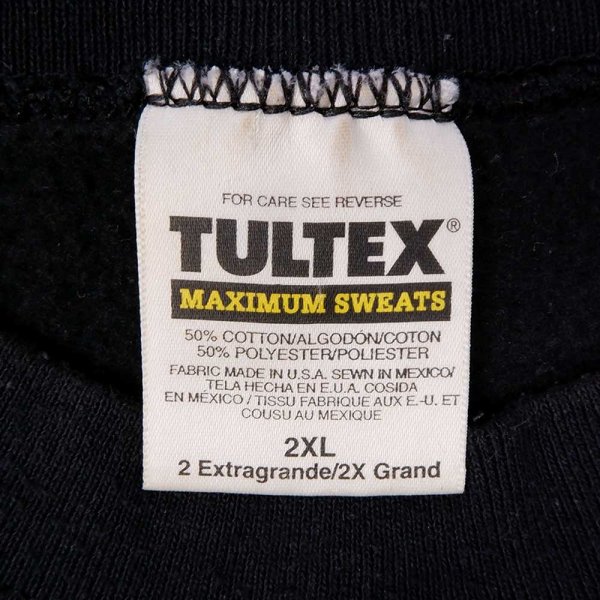 FOR CARE SEE REVERSE
TULTEX®
MAXIMUM SWEATS
50% COTTON/ALGODÓN/COTON
50% POLYESTER/POLIESTER
FABRIC MADE IN U.S.A. SEWN IN MEXICO/
TELA HECHA EN E.U.A. COSIDA
EN MÉXICO / TISSU FABRIQUE AUX E.-U. ET
COUSU AU MEXIQUE
2XL
2 Extragrande/2X Grand